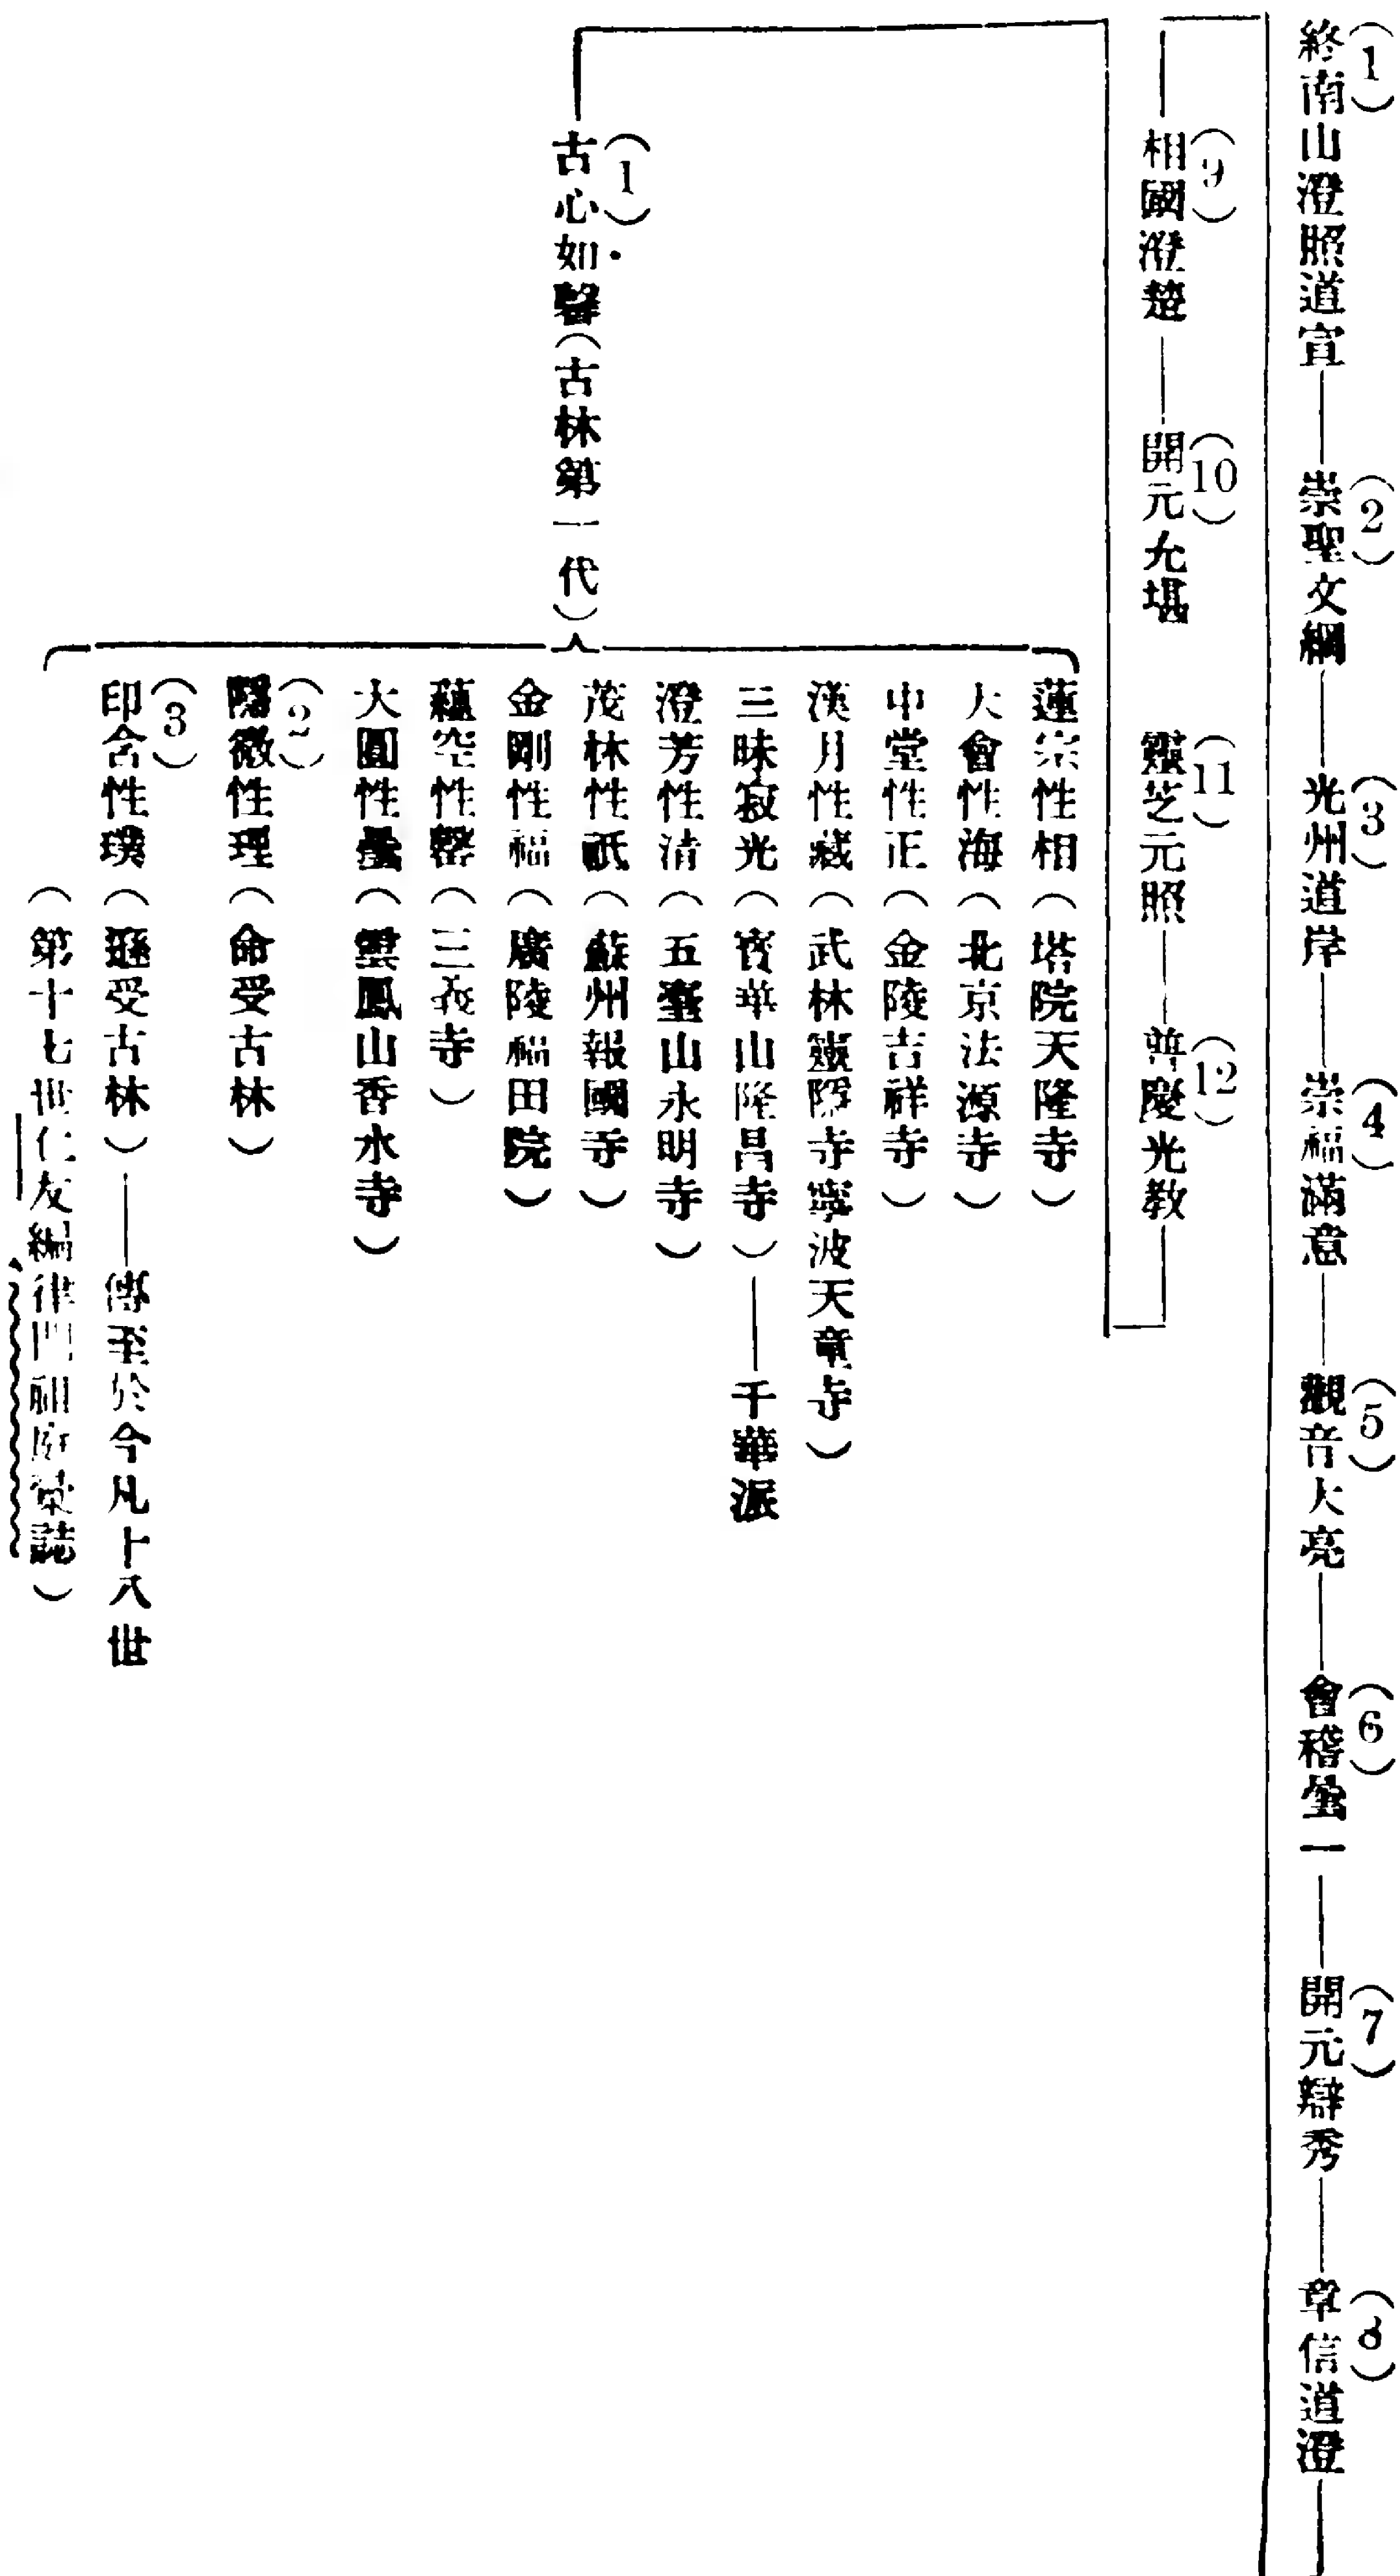 (1)終南山澄照道宣——(2)崇聖文綱——(3)光州道岸——(4)崇福滿意——(5)觀音大亮——(6)會稽曇一——(7)開元辯秀——(8)章信道澄——
——(9)相國澄楚——(10)開元允堪 (11)靈芝元照——(12)普慶光教——
(1)古心如馨(古林第一代)
蓮宗性相(塔院天隆寺)
大會性海(北京法源寺)
中堂性正(金陵吉祥寺)
漢月性藏(武林靈隱寺寧波天童寺)
三昧寂光(寶華山隆昌寺)——千華派
澄芳性清(五臺山永明寺)
茂林性祇(蘇州報國寺)
金剛性福(廣陵福田院)
蘊空性(三義寺)
大圓性(雲鳳山香水寺)
(2)隱微性理(命受古林)
(3)印含性璞(遜受古林)——傳至於今凡十八世
(第十七世仁友編律門祖庭彙誌)